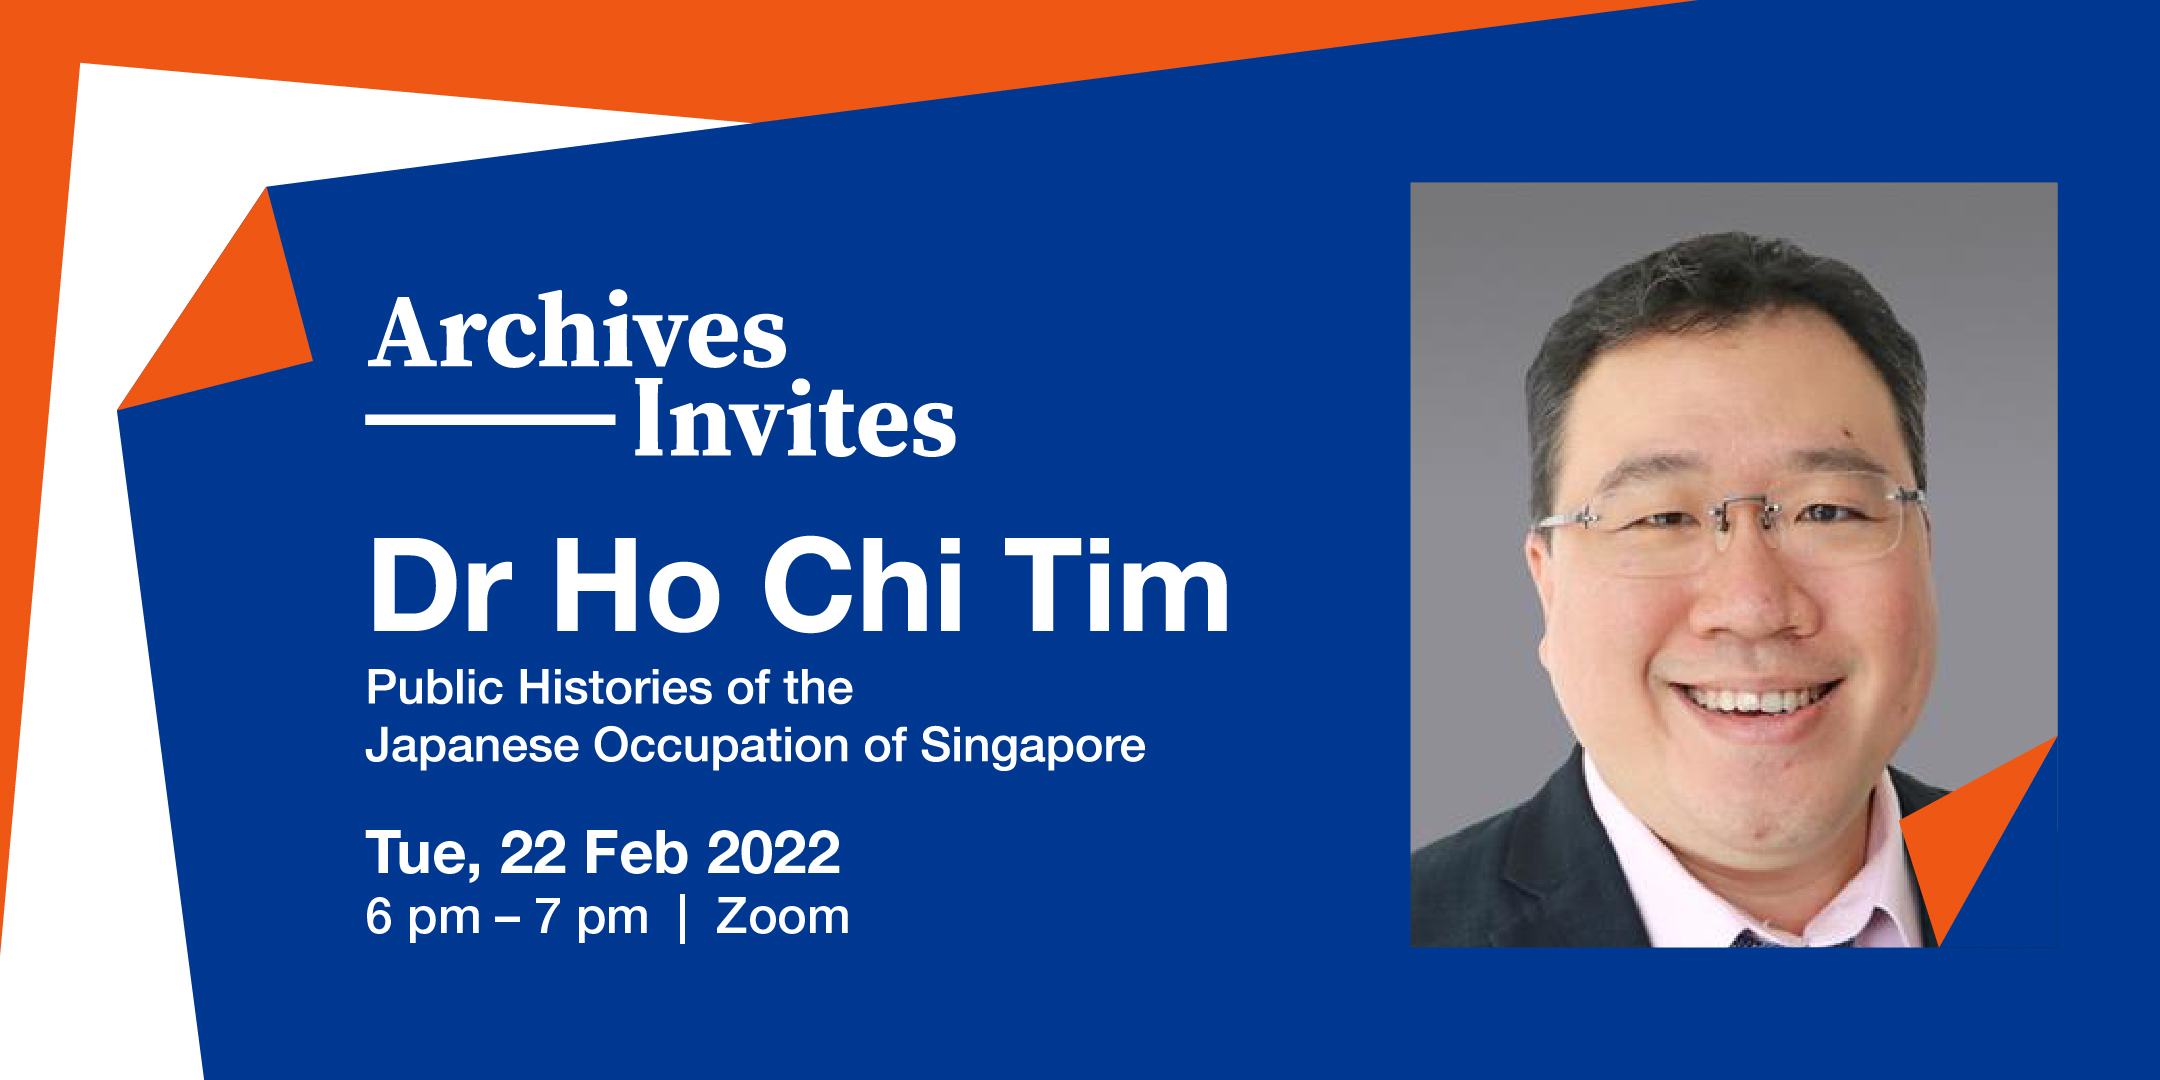 Archives
Invites
Dr Ho Chi Tim
Public Histories of the
Japanese Occupation of Singapore
Tue, 22 Feb 2022
6 pm – 7 pm | Zoom